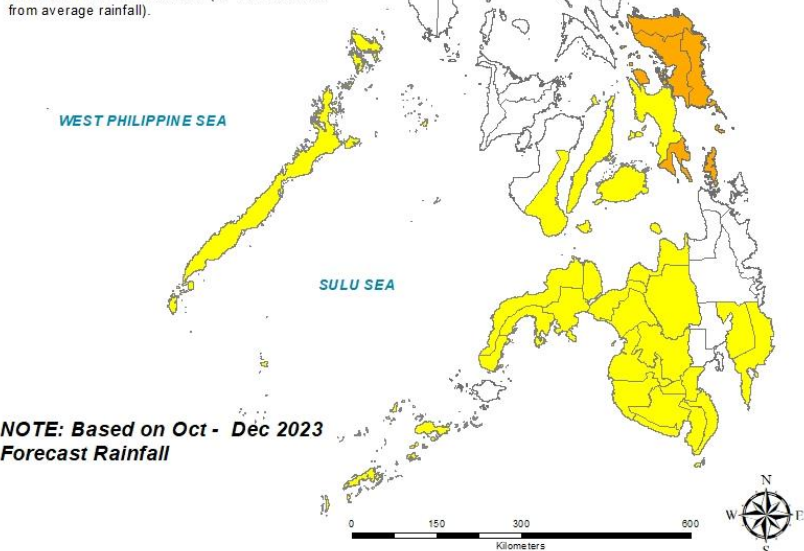 from average rainfall).
WEST PHILIPPINE SEA
SULU SEA
NOTE: Based on Oct - Dec 2023
Forecast Rainfall
N
W E
S
0 150 300 600
Kilometers